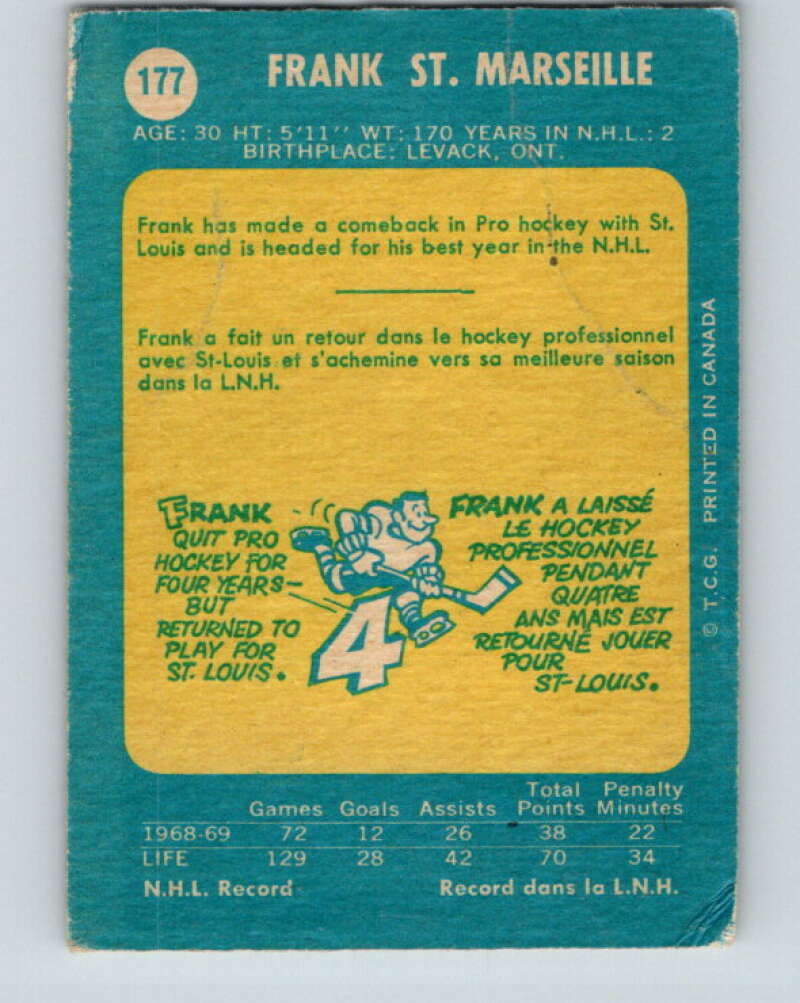 177
FRANK ST. MARSEILLE
AGE: 30 HT: 5'11" WT: 170 YEARS IN N.H.L.: 2
BIRTHPLACE: LEVACK, ONT.
Frank has made a comeback in Pro hockey with St.
Louis and is headed for his best year in the N.H.L.
Frank a fait un retour dans le hockey professionnel
avec St-Louis et s'achemine vers sa meilleure saison
dans la L.N.H.
FRANK
QUIT PRO
HOCKEY FOR
FOUR YEARS—
BUT
RETURNED TO
PLAY FOR
ST. LOUIS.
4
FRANK A LAISSÉ
LE HOCKEY
PROFESSIONNEL
PENDANT
QUATRE
ANS MAIS EST
RETOURNÉ JOUER
POUR
ST-LOUIS.
© T.C.G. PRINTED IN CANADA
Total Penalty
Games Goals Assists Points Minutes
1968-69 72 12 26 38 22
LIFE 129 28 42 70 34
N.H.L. Record Record dans la L.N.H.